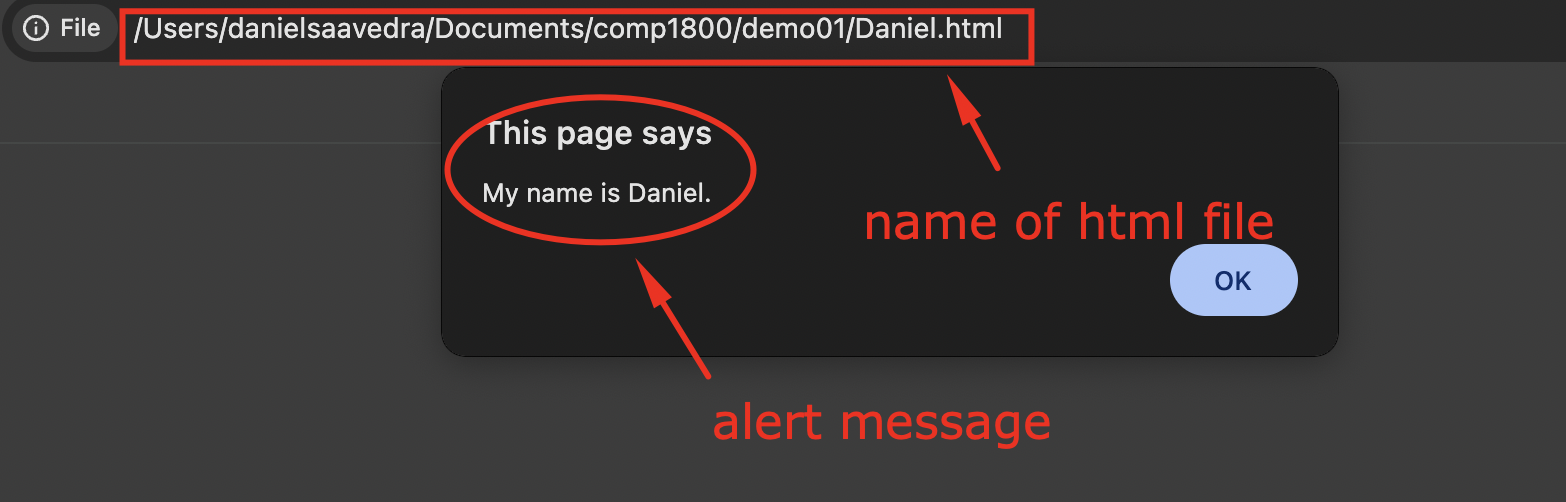 File /Users/danielsaavedra/Documents/comp1800/demo01/Daniel.html
This page says
My name is Daniel.
name of html file
OK
alert message